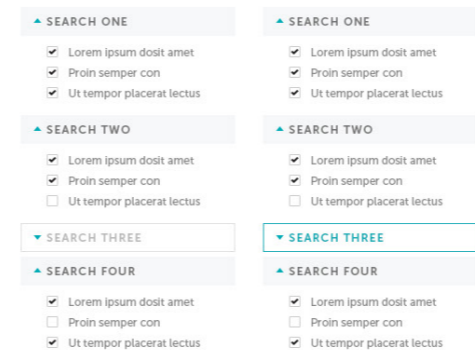 SEARCH ONE
Lorem ipsum dosit amet
Proin semper con
Ut tempor placerat lectus
SEARCH TWO
Lorem ipsum dosit amet
Proin semper con
Ut tempor placerat lectus
SEARCH THREE
SEARCH FOUR
Lorem ipsum dosit amet
Proin semper con
Ut tempor placerat lectus
SEARCH ONE
Lorem ipsum dosit amet
Proin semper con
Ut tempor placerat lectus
SEARCH TWO
Lorem ipsum dosit amet
Proin semper con
Ut tempor placerat lectus
SEARCH THREE
SEARCH FOUR
Lorem ipsum dosit amet
Proin semper con
Ut tempor placerat lectus